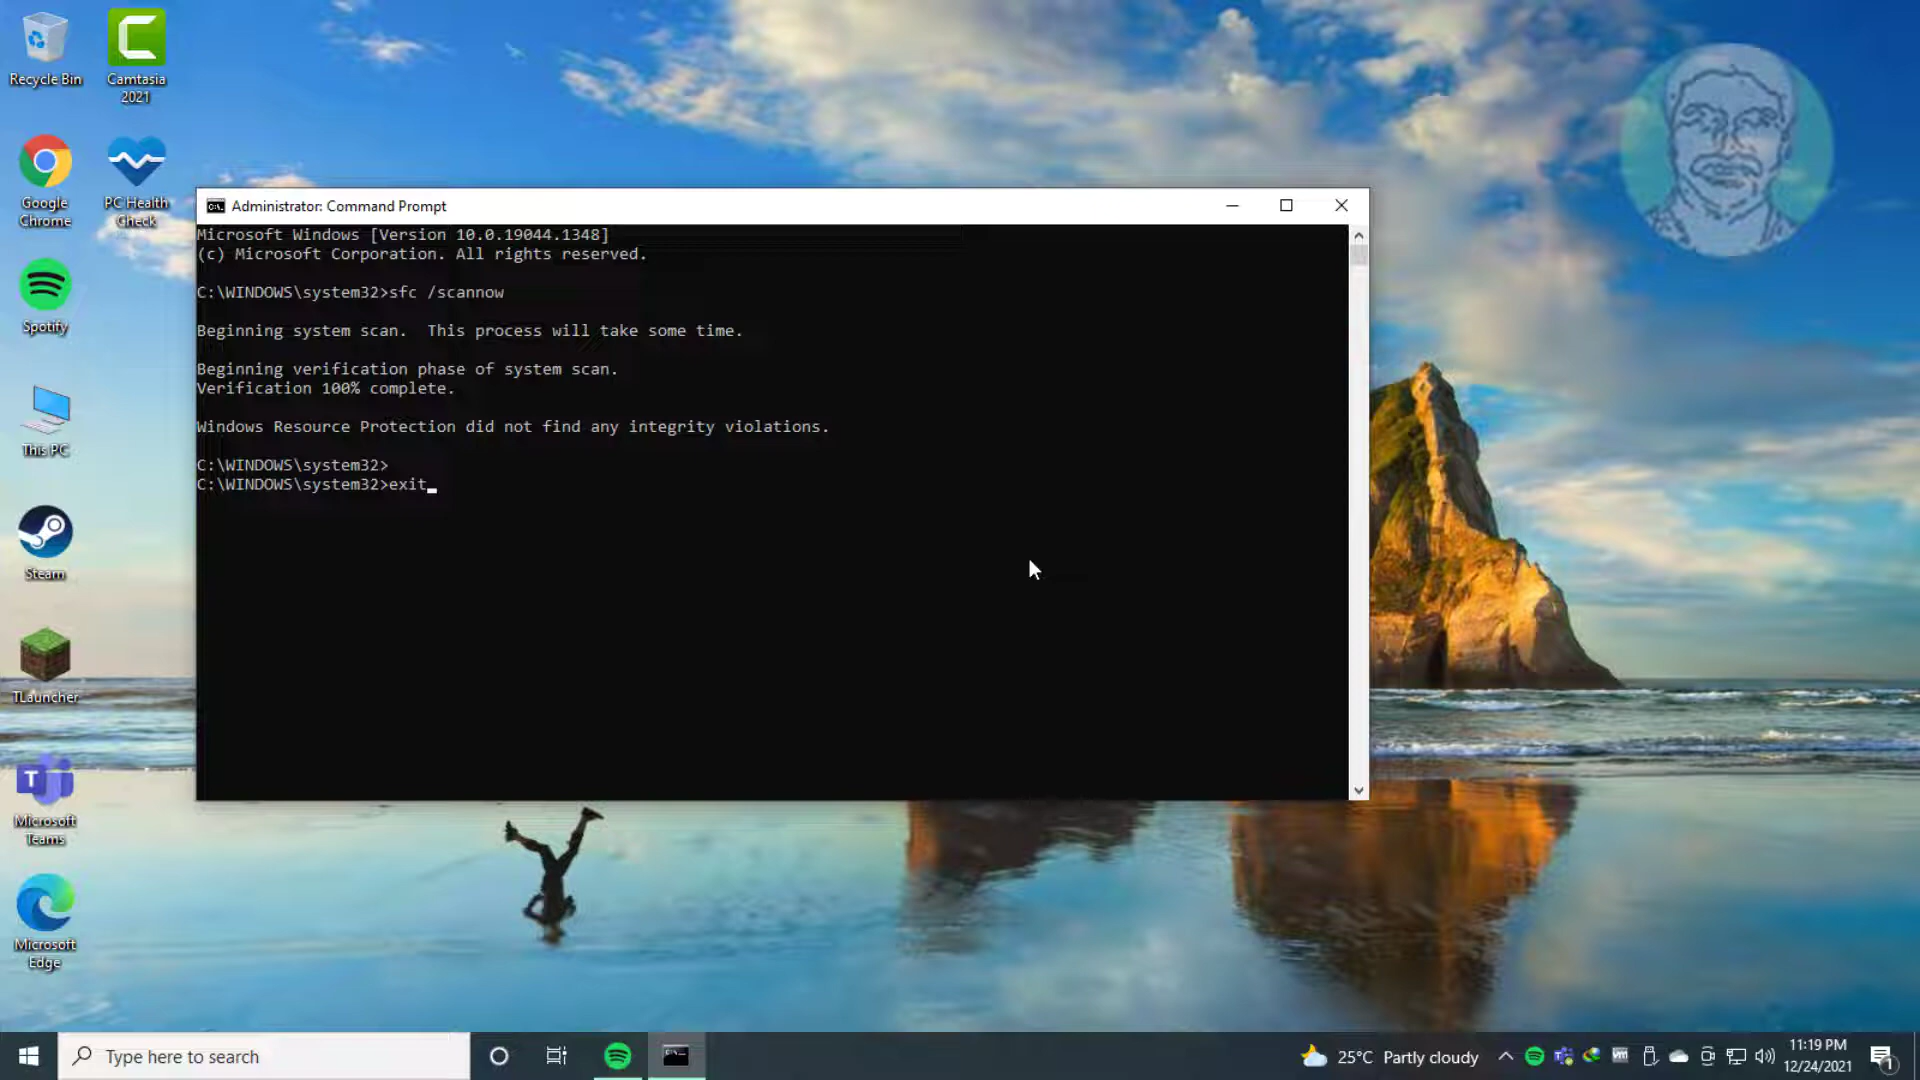 Recycle Bin
Camtasia
2021
Google
Chrome
PC Health
Check
Spotify
This PC
Steam
TLauncher
Microsoft
Teams
Microsoft
Edge
Administrator: Command Prompt
Microsoft Windows [Version 10.0.19044.1348]
(c) Microsoft Corporation. All rights reserved.
C:\WINDOWS\system32>sfc /scannow
Beginning system scan.  This process will take some time.
Beginning verification phase of system scan.
Verification 100% complete.
Windows Resource Protection did not find any integrity violations.
C:\WINDOWS\system32>
C:\WINDOWS\system32>exit
Type here to search
25°C Partly cloudy
11:19 PM
12/24/2021
1